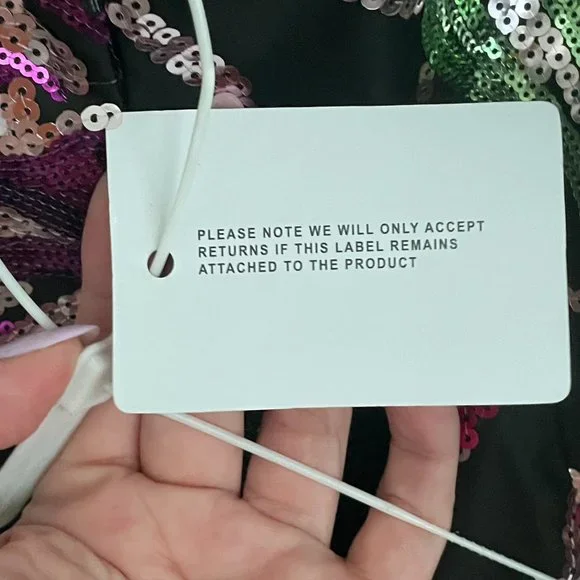 PLEASE NOTE WE WILL ONLY ACCEPT
RETURNS IF THIS LABEL REMAINS
ATTACHED TO THE PRODUCT